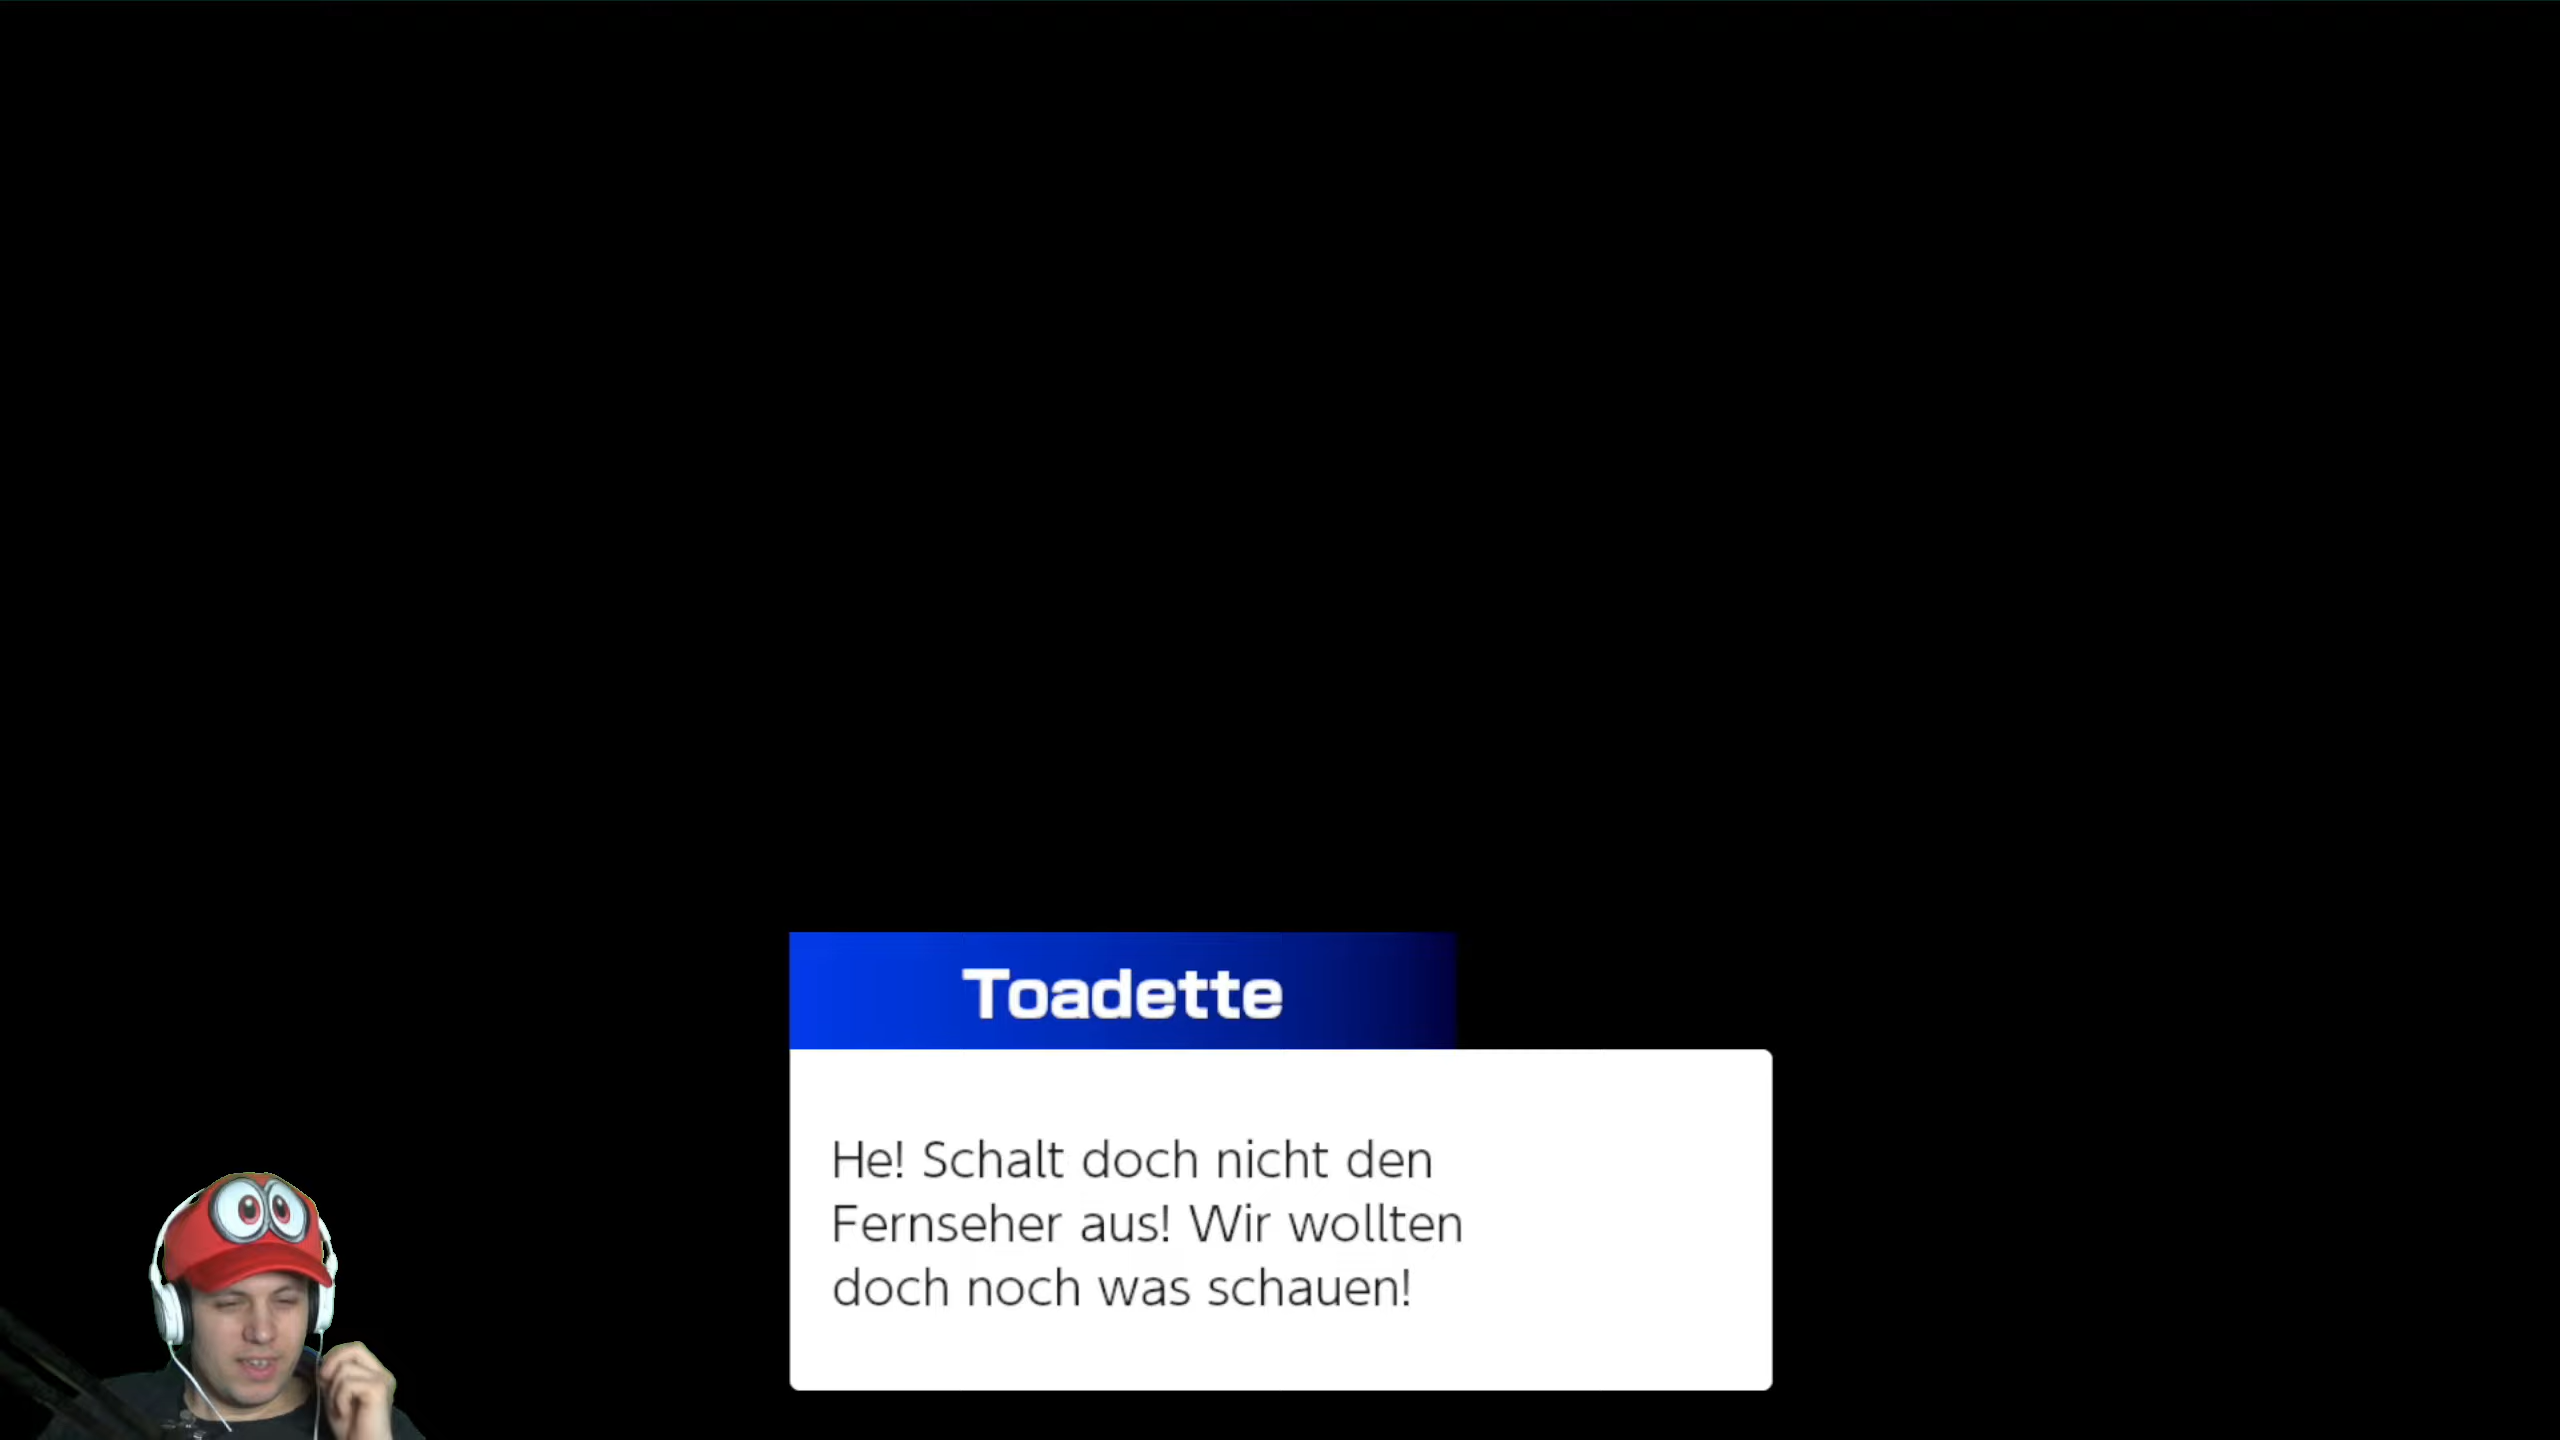 Toadette
He! Schalt doch nicht den
Fernseher aus! Wir wollten
doch noch was schauen!